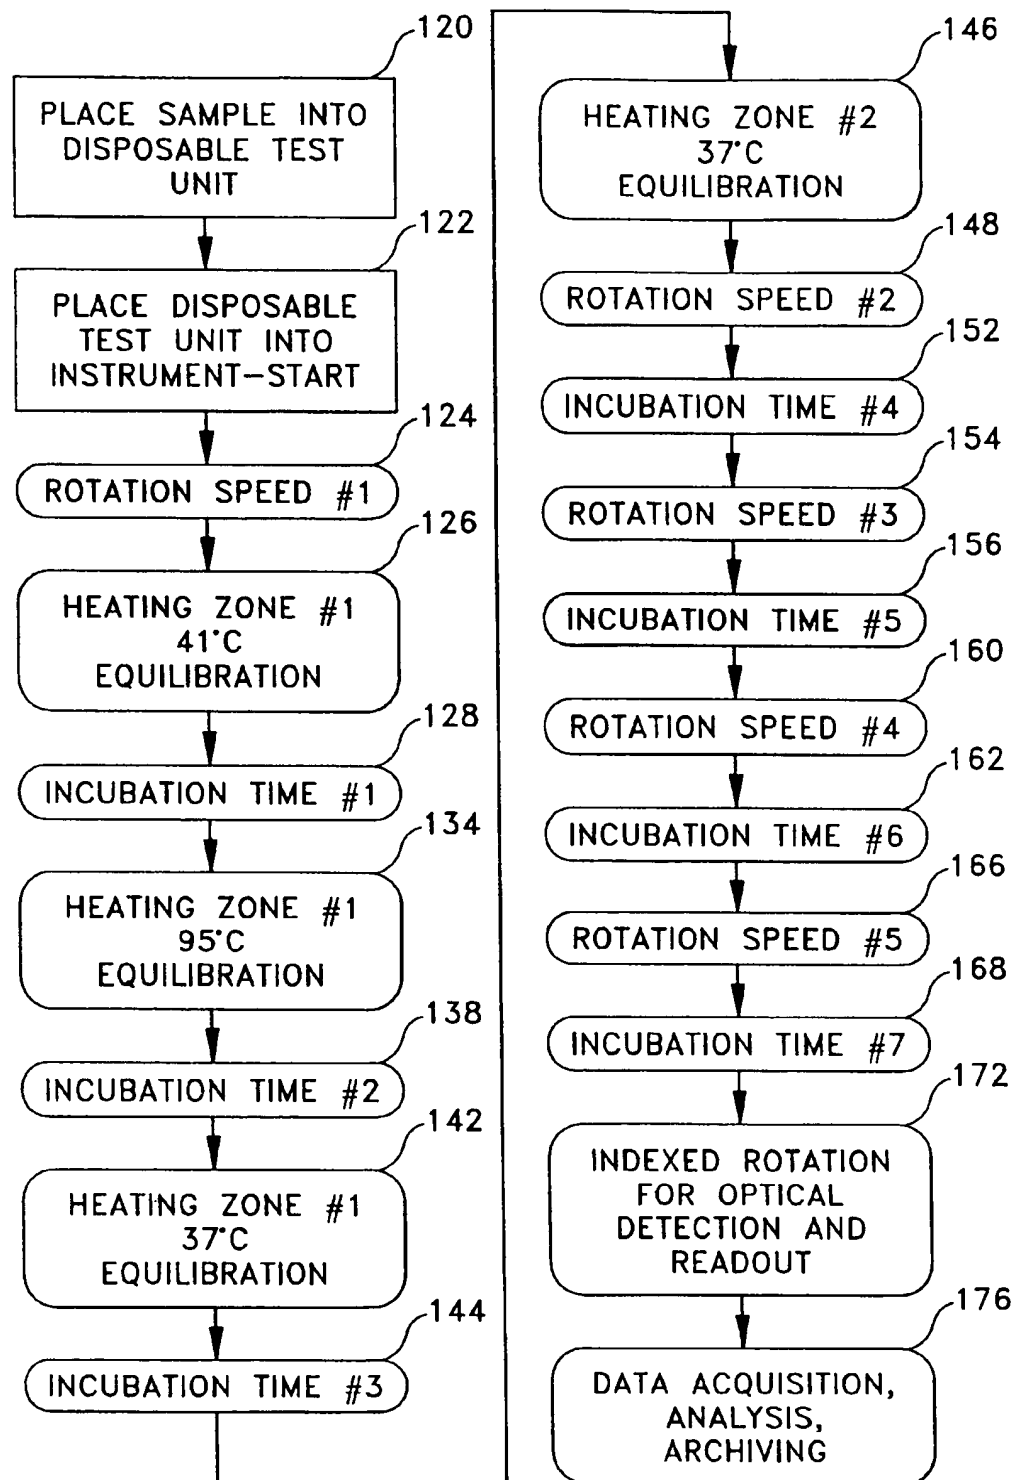 120
PLACE SAMPLE INTO
DISPOSABLE TEST
UNIT
122
PLACE DISPOSABLE
TEST UNIT INTO
INSTRUMENT-START
124
ROTATION SPEED #1
126
HEATING ZONE #1
41°C
EQUILIBRATION
128
INCUBATION TIME #1
134
HEATING ZONE #1
95°C
EQUILIBRATION
138
INCUBATION TIME #2
142
HEATING ZONE #1
37°C
EQUILIBRATION
144
INCUBATION TIME #3
146
HEATING ZONE #2
37°C
EQUILIBRATION
148
ROTATION SPEED #2
152
INCUBATION TIME #4
154
ROTATION SPEED #3
156
INCUBATION TIME #5
160
ROTATION SPEED #4
162
INCUBATION TIME #6
166
ROTATION SPEED #5
168
INCUBATION TIME #7
172
INDEXED ROTATION
FOR OPTICAL
DETECTION AND
READOUT
176
DATA ACQUISITION,
ANALYSIS,
ARCHIVING